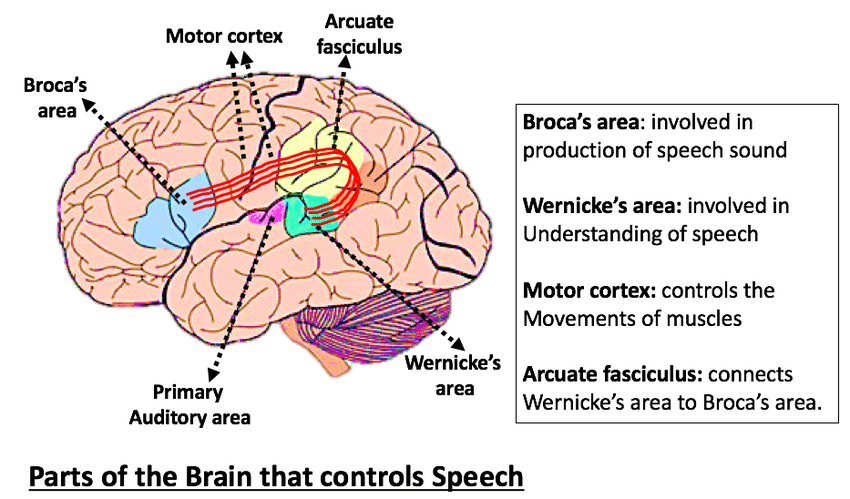 Motor cortex
Arcuate
fasciculus
Broca's
area
Primary
Auditory area
Wernicke's
area
Broca's area: involved in
production of speech sound
Wernicke's area: involved in
Understanding of speech
Motor cortex: controls the
Movements of muscles
Arcuate fasciculus: connects
Wernicke's area to Broca's area.
Parts of the Brain that controls Speech